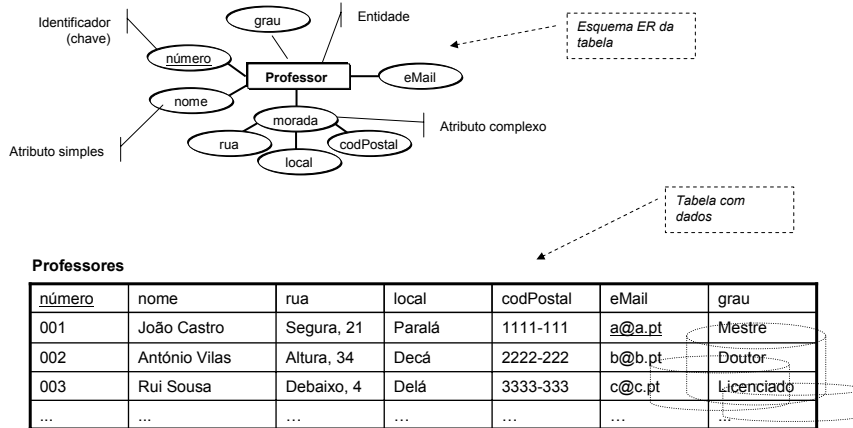 Identificador
(chave)
grau
Entidade
Esquema ER da
tabela
número
Professor
eMail
nome
morada
Atributo complexo
rua
codPostal
Atributo simples
local
Tabela com
dados
Professores
número nome rua local codPostal eMail grau
001 João Castro Segura, 21 Paralá 1111-111 a@a.pt Mestre
002 António Vilas Altura, 34 Decá 2222-222 b@b.pt Doutor
003 Rui Sousa Debaixo, 4 Delá 3333-333 c@c.pt Licenciado
... ... ... ... ... ... ...